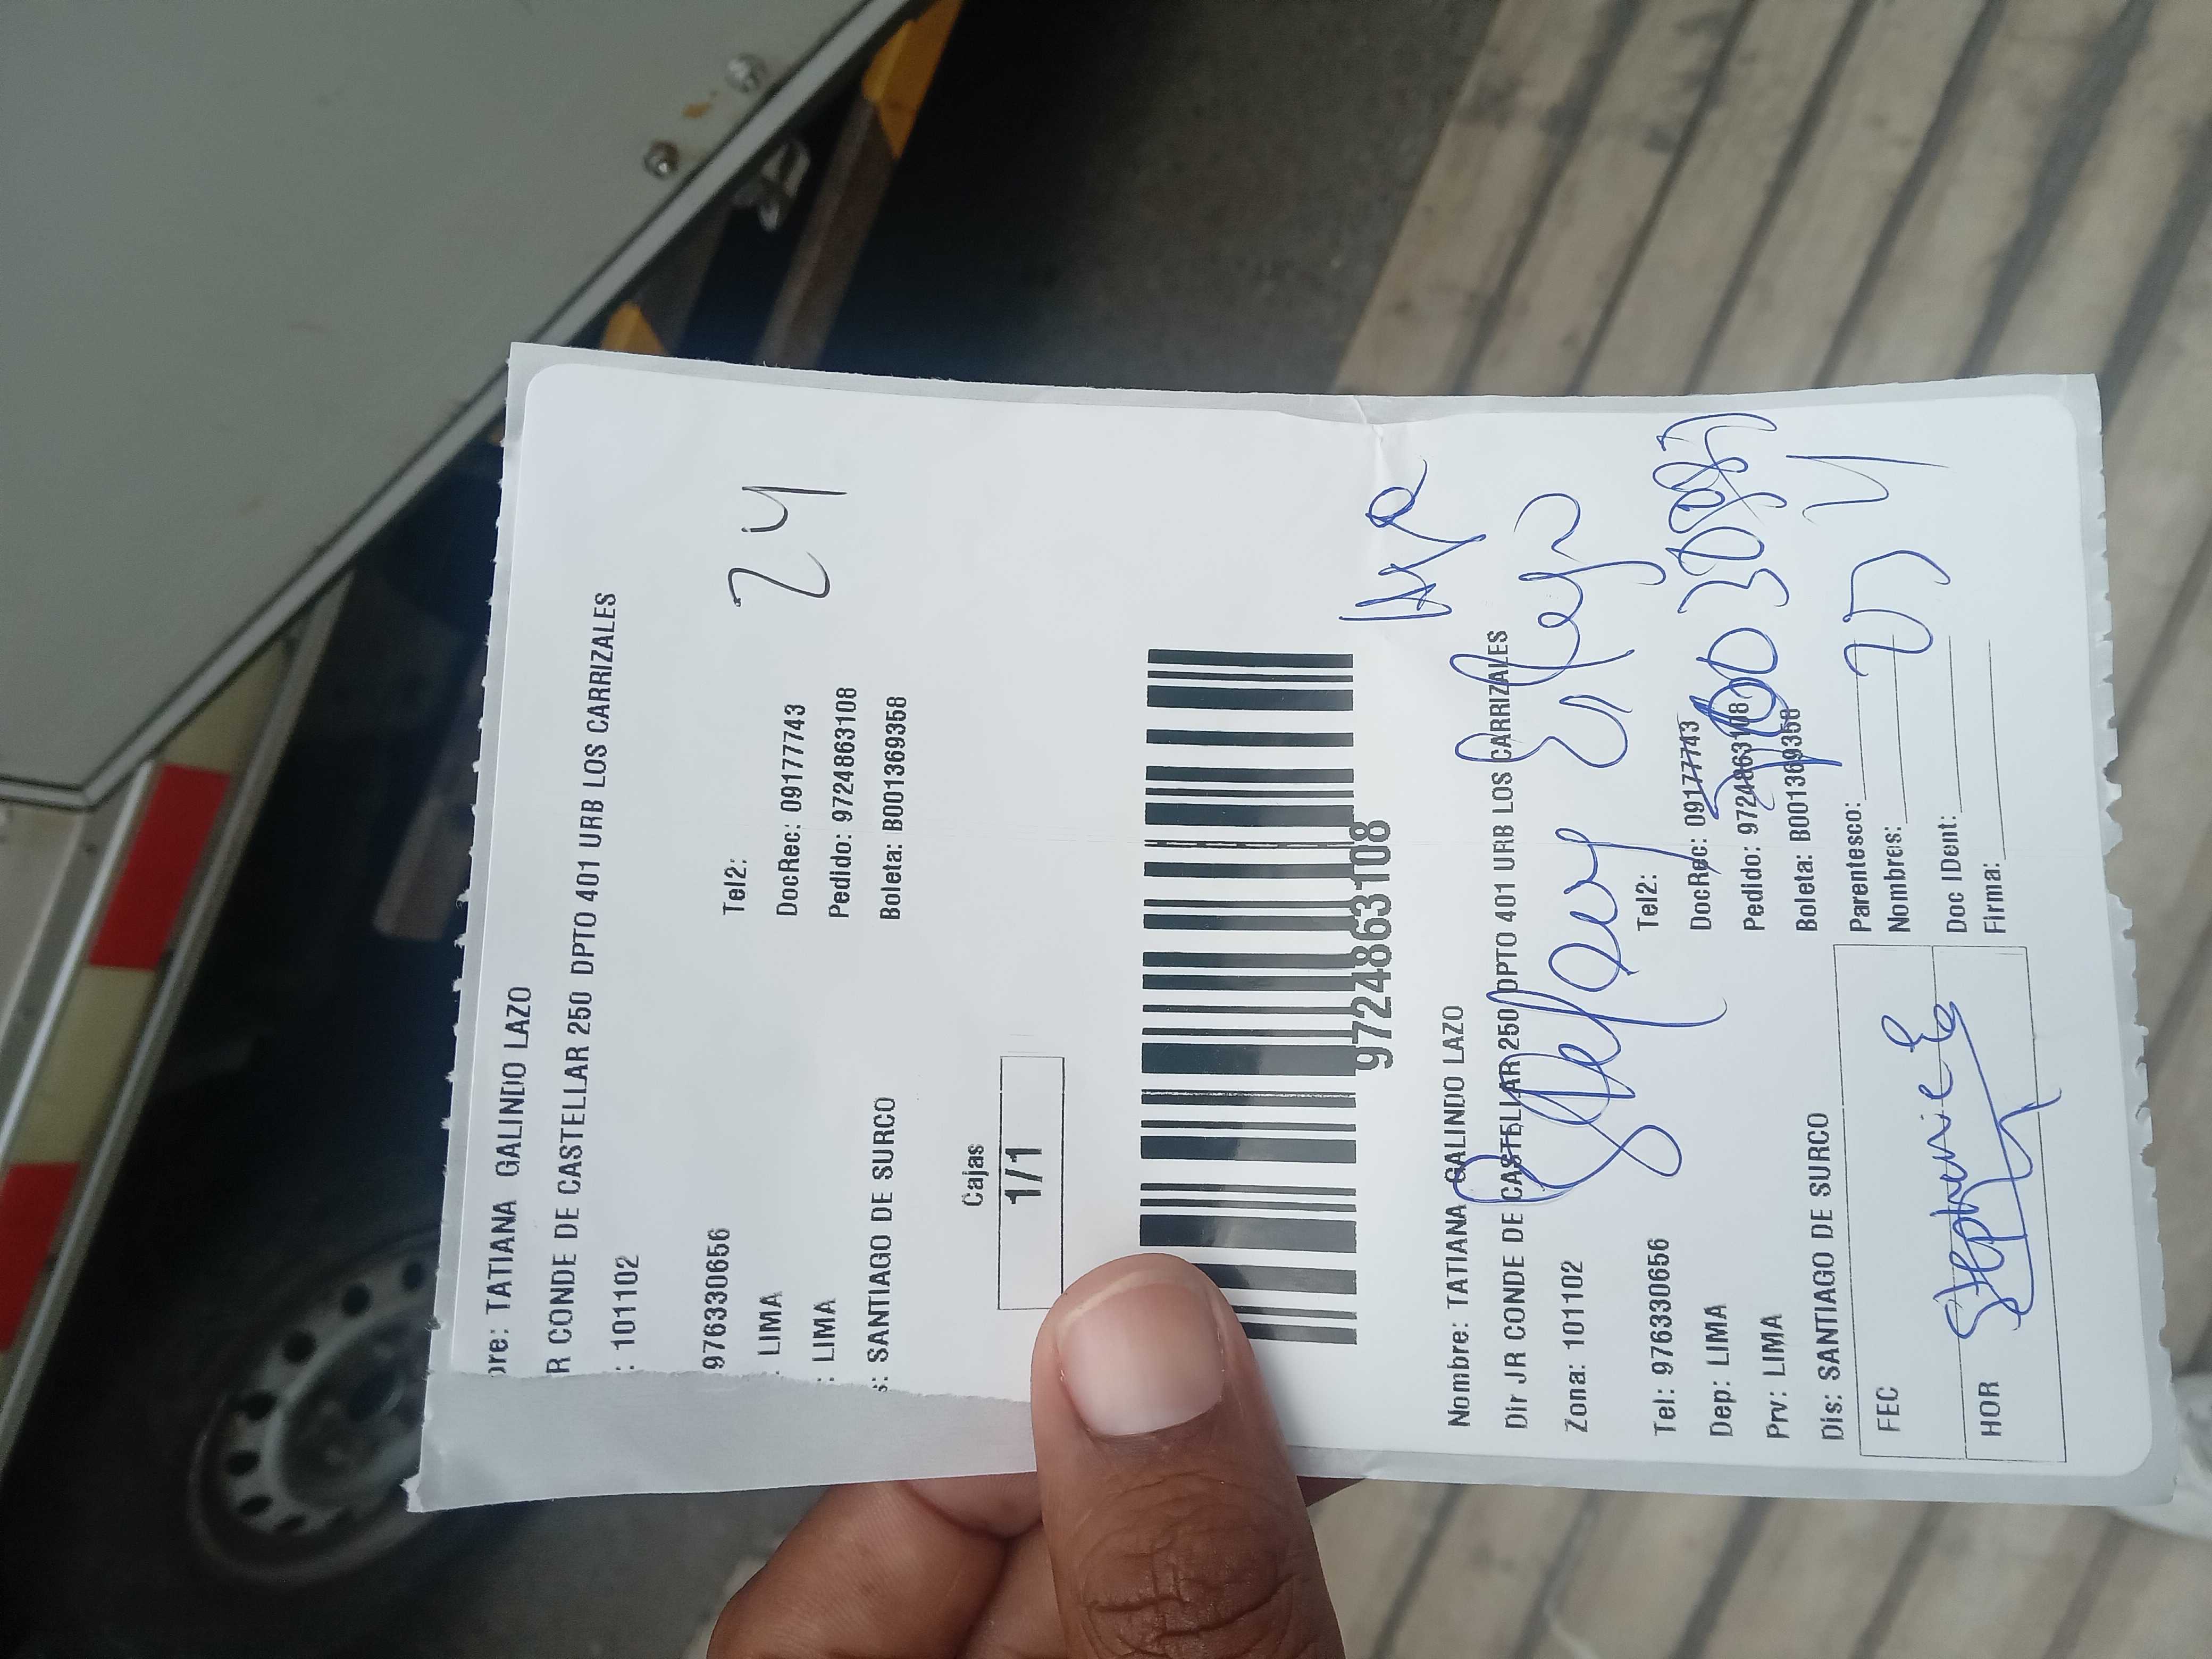 bre: TATIANA GALINDO LAZO
R CONDE DE CASTELLAR 250 DPTO 401 URB LOS CARRIZALES
: 101102
976330656 Tel2:
24
: LIMA DocRec: 09177743
: LIMA Pedido: 9724863108
s: SANTIAGO DE SURCO Boleta: B001369358
Cajas
1/1
9724863108
Nombre: TATIANA GALINDO LAZO
Dir JR CONDE DE CASTELLAR 250 DPTO 401 URB LOS CARRIZALES
Zona: 101102
Stefany
Tel: 976330656 Tel2:
Dep: LIMA DocRec: 09177743
Prv: LIMA Pedido: 9724863108
Dis: SANTIAGO DE SURCO Boleta: B001369358
FEC Parentesco:
Nombres:
HOR Doc IDent:
Firma:
Stephanie